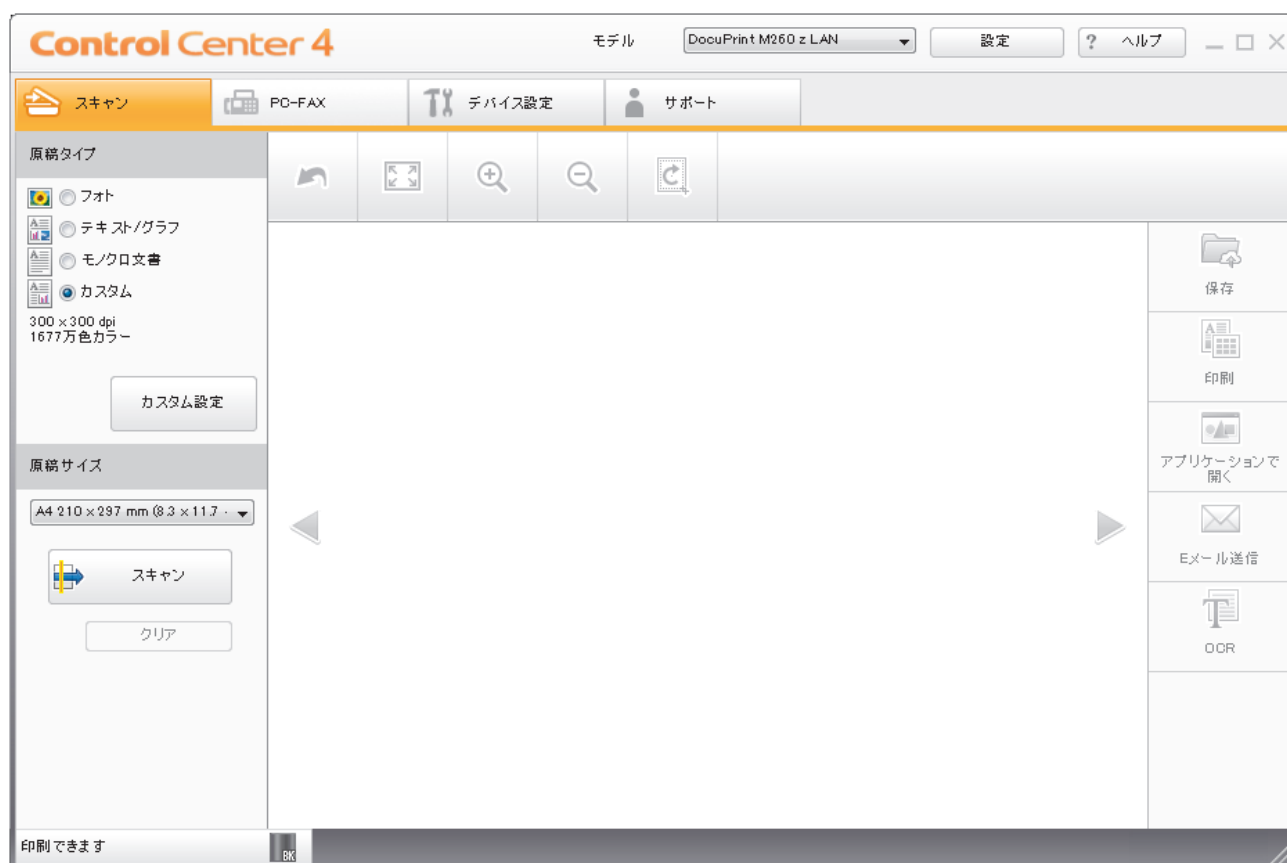 Control Center 4
モデル
DocuPrint M260 z LAN
設定
? ヘルプ
スキャン
PC-FAX
デバイス設定
サポート
原稿タイプ
フォト
テキスト/グラフ
モノクロ文書
カスタム
300 x 300 dpi
1677万色カラー
カスタム設定
原稿サイズ
A4 210 x 297 mm (8.3 x 11.7 ·
スキャン
クリア
保存
印刷
アプリケーションで
開く
Eメール送信
OCR
印刷できます
BK